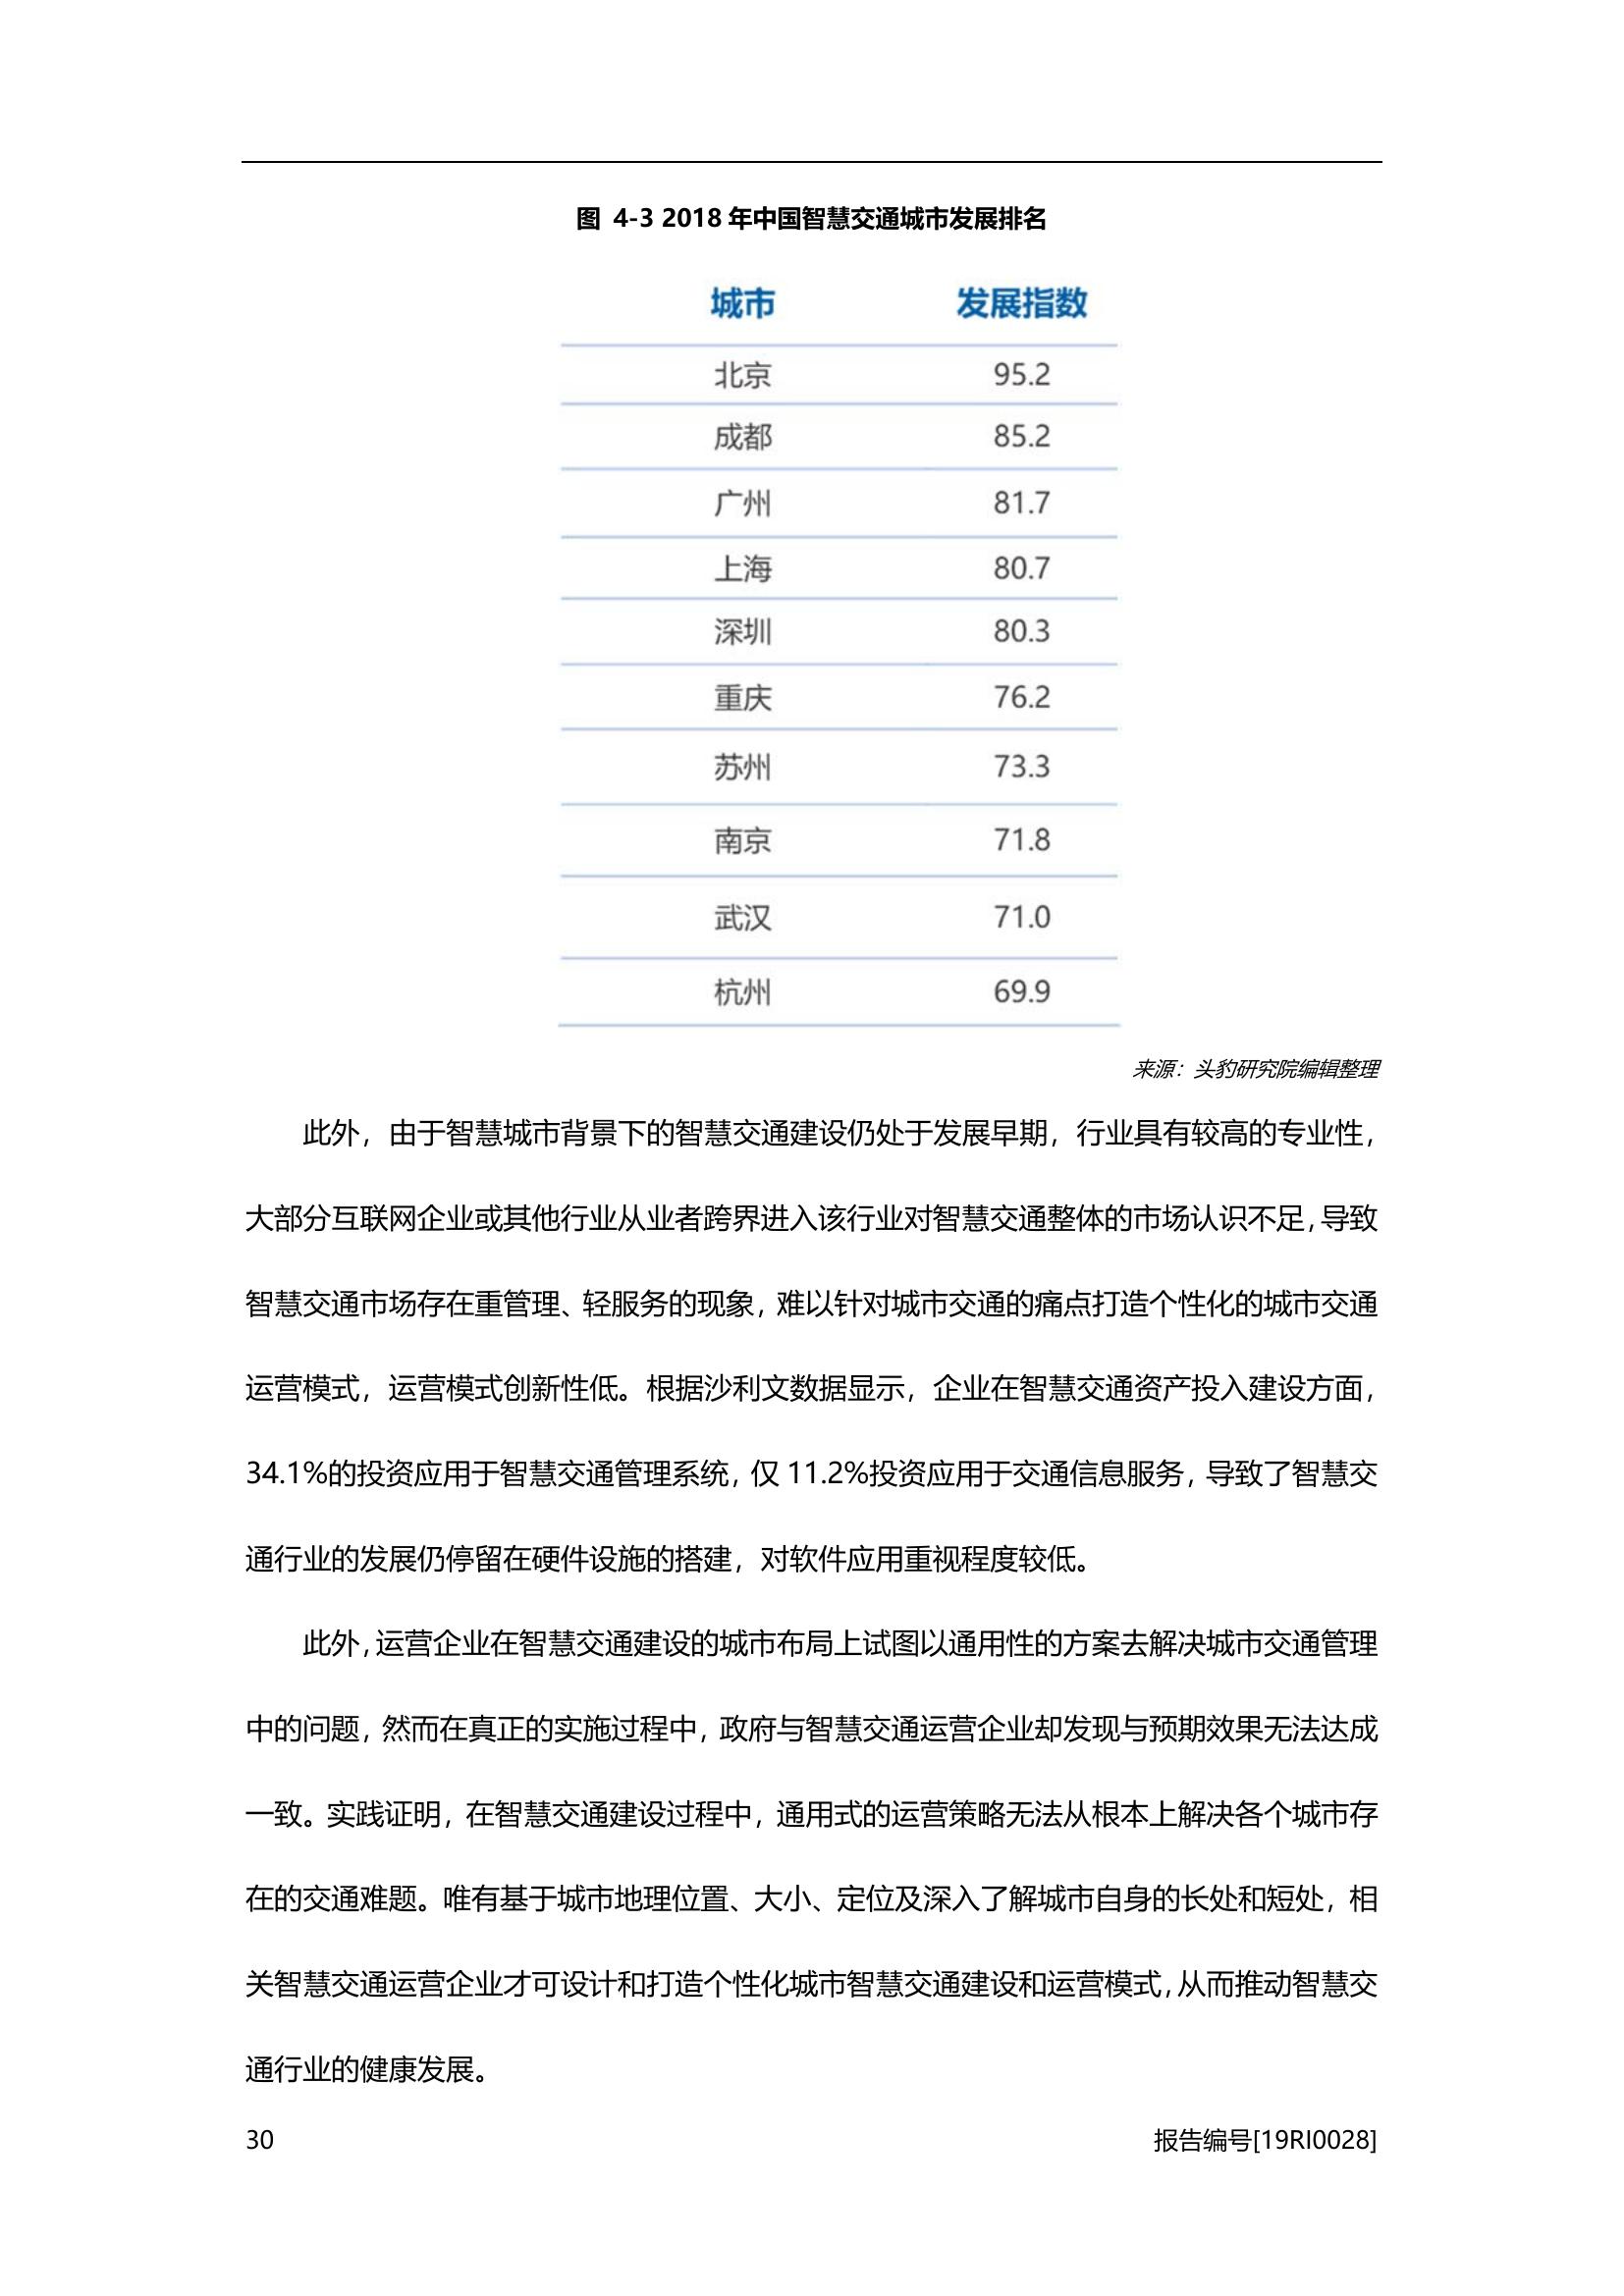 图 4-3 2018 年中国智慧交通城市发展排名
城市 发展指数
北京 95.2
成都 85.2
广州 81.7
上海 80.7
深圳 80.3
重庆 76.2
苏州 73.3
南京 71.8
武汉 71.0
杭州 69.9
来源：头豹研究院编辑整理
此外，由于智慧城市背景下的智慧交通建设仍处于发展早期，行业具有较高的专业性，
大部分互联网企业或其他行业从业者跨界进入该行业对智慧交通整体的市场认识不足，导致
智慧交通市场存在重管理、轻服务的现象，难以针对城市交通的痛点打造个性化的城市交通
运营模式，运营模式创新性低。根据沙利文数据显示，企业在智慧交通资产投入建设方面，
34.1%的投资应用于智慧交通管理系统，仅 11.2%投资应用于交通信息服务，导致了智慧交
通行业的发展仍停留在硬件设施的搭建，对软件应用重视程度较低。
此外，运营企业在智慧交通建设的城市布局上试图以通用性的方案去解决城市交通管理
中的问题，然而在真正的实施过程中，政府与智慧交通运营企业却发现与预期效果无法达成
一致。实践证明，在智慧交通建设过程中，通用式的运营策略无法从根本上解决各个城市存
在的交通难题。唯有基于城市地理位置、大小、定位及深入了解城市自身的长处和短处，相
关智慧交通运营企业才可设计和打造个性化城市智慧交通建设和运营模式，从而推动智慧交
通行业的健康发展。
30 报告编号[19RI0028]